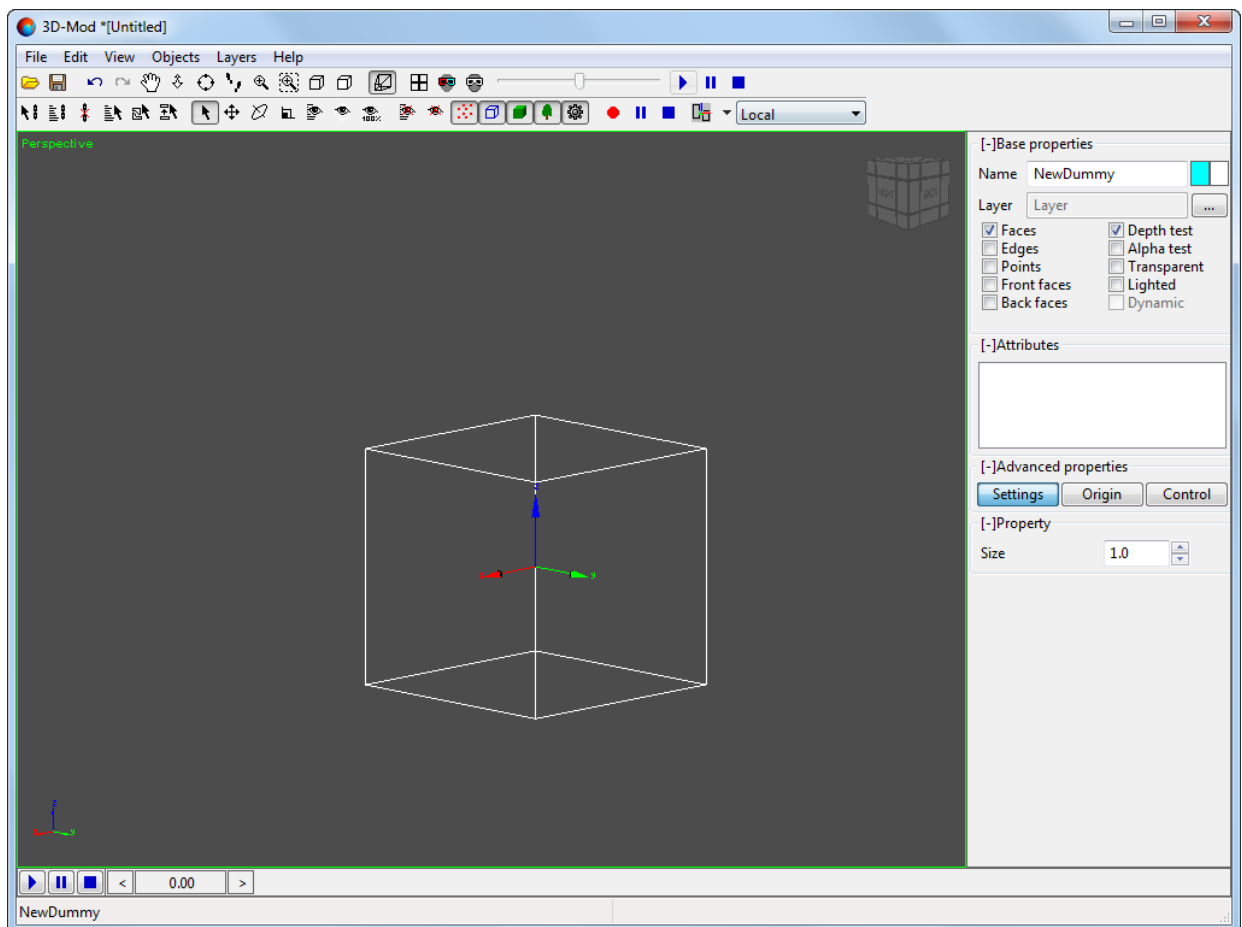 3D-Mod *[Untitled]
File Edit View Objects Layers Help
100%
Local
Perspective
z
x y
z
x y
[-]Base properties
Name NewDummy
Layer Layer ...
Faces Depth test
Edges Alpha test
Points Transparent
Front faces Lighted
Back faces Dynamic
[-]Attributes
[-]Advanced properties
Settings Origin Control
[-]Property
Size 1.0
< 0.00 >
NewDummy